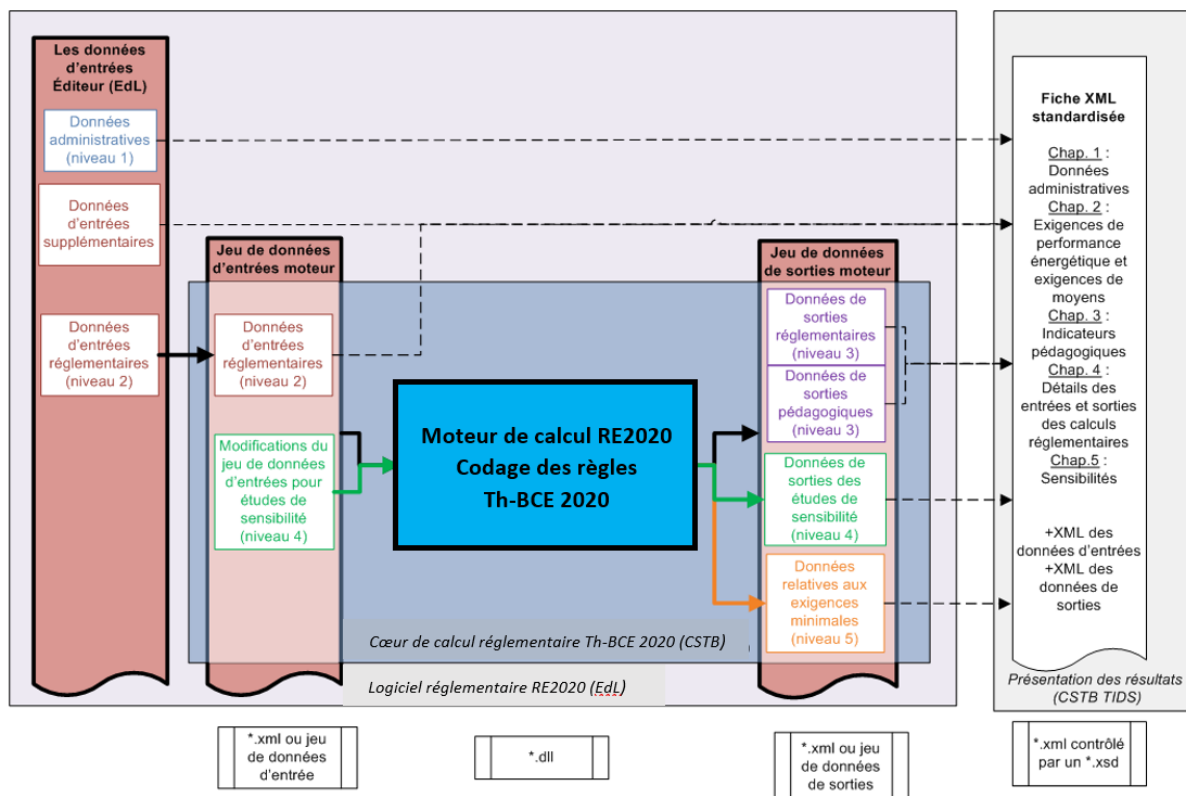 Les données
d'entrées
Éditeur (EdL)
Données
administratives
(niveau 1)
Données
d'entrées
supplémentaires
Données
d'entrées
réglementaires
(niveau 2)
Jeu de données
d'entrées moteur
Données
d'entrées
réglementaires
(niveau 2)
Modifications du
jeu de données
d'entrées pour
études de
sensibilité
(niveau 4)
Moteur de calcul RE2020
Codage des règles
Th-BCE 2020
Jeu de données
de sorties moteur
Données de
sorties
réglementaires
(niveau 3)
Données de
sorties
pédagogiques
(niveau 3)
Données de
sorties des
études de
sensibilité
(niveau 4)
Données
relatives aux
exigences
minimales
(niveau 5)
Cœur de calcul réglementaire Th-BCE 2020 (CSTB)
Logiciel réglementaire RE2020 (EdL)
Fiche XML
standardisée
Chap. 1 :
Données
administratives
Chap. 2 :
Exigences de
performance
énergétique et
exigences de
moyens
Chap. 3 :
Indicateurs
pédagogiques
Chap. 4 :
Détails des
entrées et sorties
des calculs
réglementaires
Chap.5 :
Sensibilités
+XML des
données d'entrées
+XML des
données de
sorties
Présentation des résultats
(CSTB TIDS)
*.xml ou jeu
de données
d'entrée
*.dll
*.xml ou jeu
de données
de sorties
*.xml contrôlé
par un *.xsd